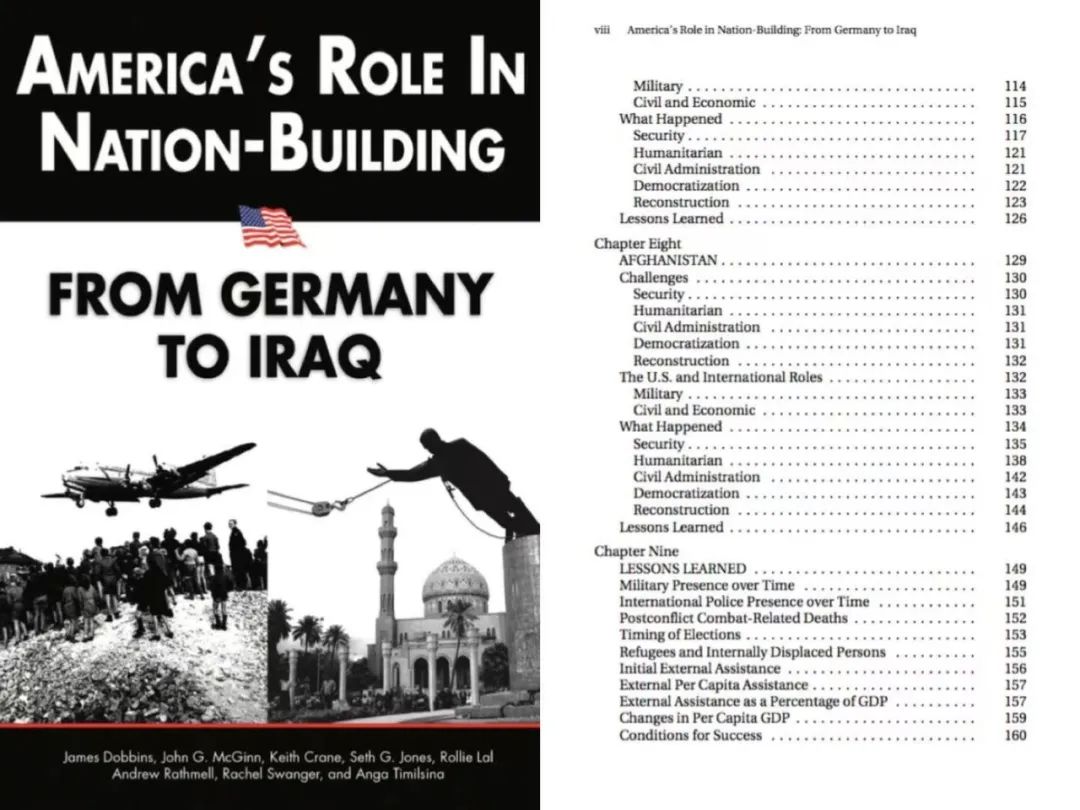 AMERICA'S ROLE IN
NATION-BUILDING
FROM GERMANY
TO IRAQ
James Dobbins, John G. McGinn, Keith Crane, Seth G. Jones, Rollie Lal
Andrew Rathmell, Rachel Swanger, and Anga Timilsina
viii America's Role in Nation-Building: From Germany to Iraq
Military . . . . . . . . . . . . . . . . . . . . . . . . . . . . . 114
Civil and Economic . . . . . . . . . . . . . . . . . . . . . . 115
What Happened . . . . . . . . . . . . . . . . . . . . . . . . . 116
Security . . . . . . . . . . . . . . . . . . . . . . . . . . . . . 117
Humanitarian . . . . . . . . . . . . . . . . . . . . . . . . . 121
Civil Administration . . . . . . . . . . . . . . . . . . . . . 121
Democratization . . . . . . . . . . . . . . . . . . . . . . . 122
Reconstruction . . . . . . . . . . . . . . . . . . . . . . . . 123
Lessons Learned . . . . . . . . . . . . . . . . . . . . . . . . . 126
Chapter Eight
AFGHANISTAN . . . . . . . . . . . . . . . . . . . . . . . . . . 129
Challenges . . . . . . . . . . . . . . . . . . . . . . . . . . . . 130
Security . . . . . . . . . . . . . . . . . . . . . . . . . . . . . 130
Humanitarian . . . . . . . . . . . . . . . . . . . . . . . . . 131
Civil Administration . . . . . . . . . . . . . . . . . . . . . 131
Democratization . . . . . . . . . . . . . . . . . . . . . . . 131
Reconstruction . . . . . . . . . . . . . . . . . . . . . . . . 132
The U.S. and International Roles . . . . . . . . . . . . . . . 132
Military . . . . . . . . . . . . . . . . . . . . . . . . . . . . . 133
Civil and Economic . . . . . . . . . . . . . . . . . . . . . . 133
What Happened . . . . . . . . . . . . . . . . . . . . . . . . . 134
Security . . . . . . . . . . . . . . . . . . . . . . . . . . . . . 135
Humanitarian . . . . . . . . . . . . . . . . . . . . . . . . . 138
Civil Administration . . . . . . . . . . . . . . . . . . . . . 142
Democratization . . . . . . . . . . . . . . . . . . . . . . . 143
Reconstruction . . . . . . . . . . . . . . . . . . . . . . . . 144
Lessons Learned . . . . . . . . . . . . . . . . . . . . . . . . . 146
Chapter Nine
LESSONS LEARNED . . . . . . . . . . . . . . . . . . . . . . . 149
Military Presence over Time . . . . . . . . . . . . . . . . . 149
International Police Presence over Time . . . . . . . . . . . 151
Postconflict Combat-Related Deaths . . . . . . . . . . . . . 152
Timing of Elections . . . . . . . . . . . . . . . . . . . . . . . 153
Refugees and Internally Displaced Persons . . . . . . . . . . 155
Initial External Assistance . . . . . . . . . . . . . . . . . . . 156
External Per Capita Assistance . . . . . . . . . . . . . . . . . 157
External Assistance as a Percentage of GDP . . . . . . . . . 157
Changes in Per Capita GDP . . . . . . . . . . . . . . . . . . . 159
Conditions for Success . . . . . . . . . . . . . . . . . . . . . 160